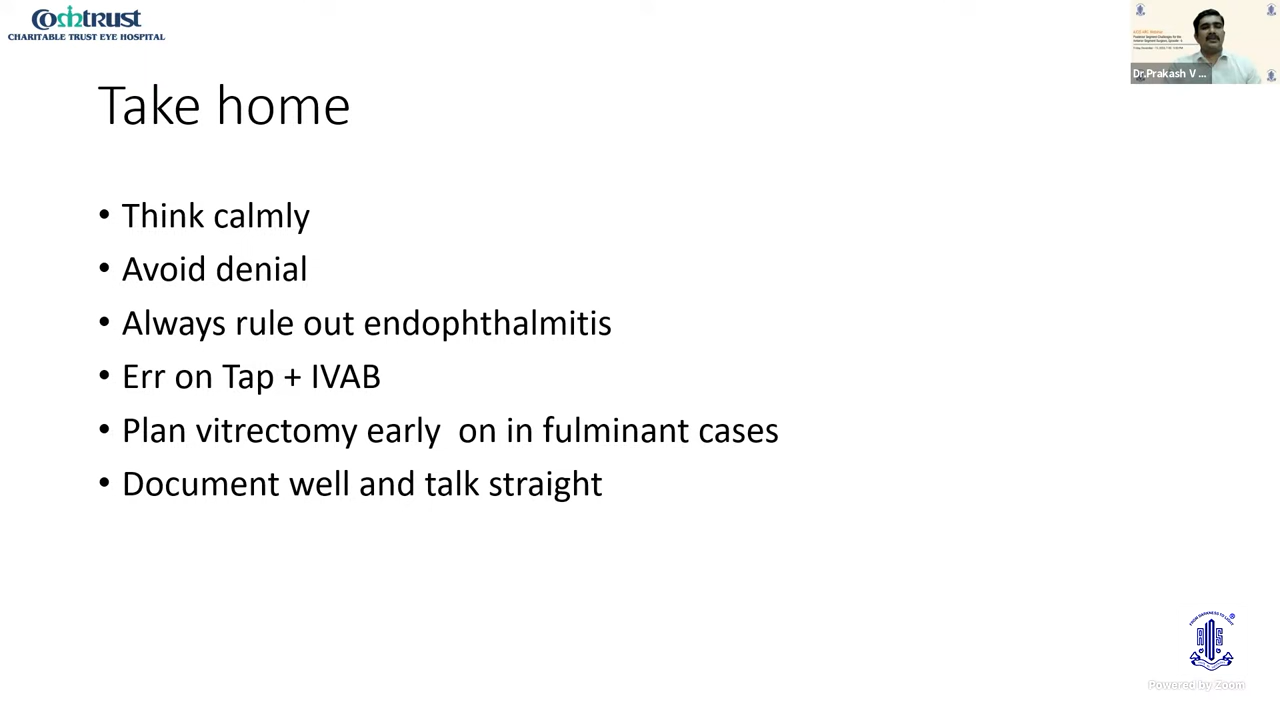 Coshtrust
CHARITABLE TRUST EYE HOSPITAL
Dr.Prakash V ...
Take home
• Think calmly
• Avoid denial
• Always rule out endophthalmitis
• Err on Tap + IVAB
• Plan vitrectomy early  on in fulminant cases
• Document well and talk straight
Powered by Zoom